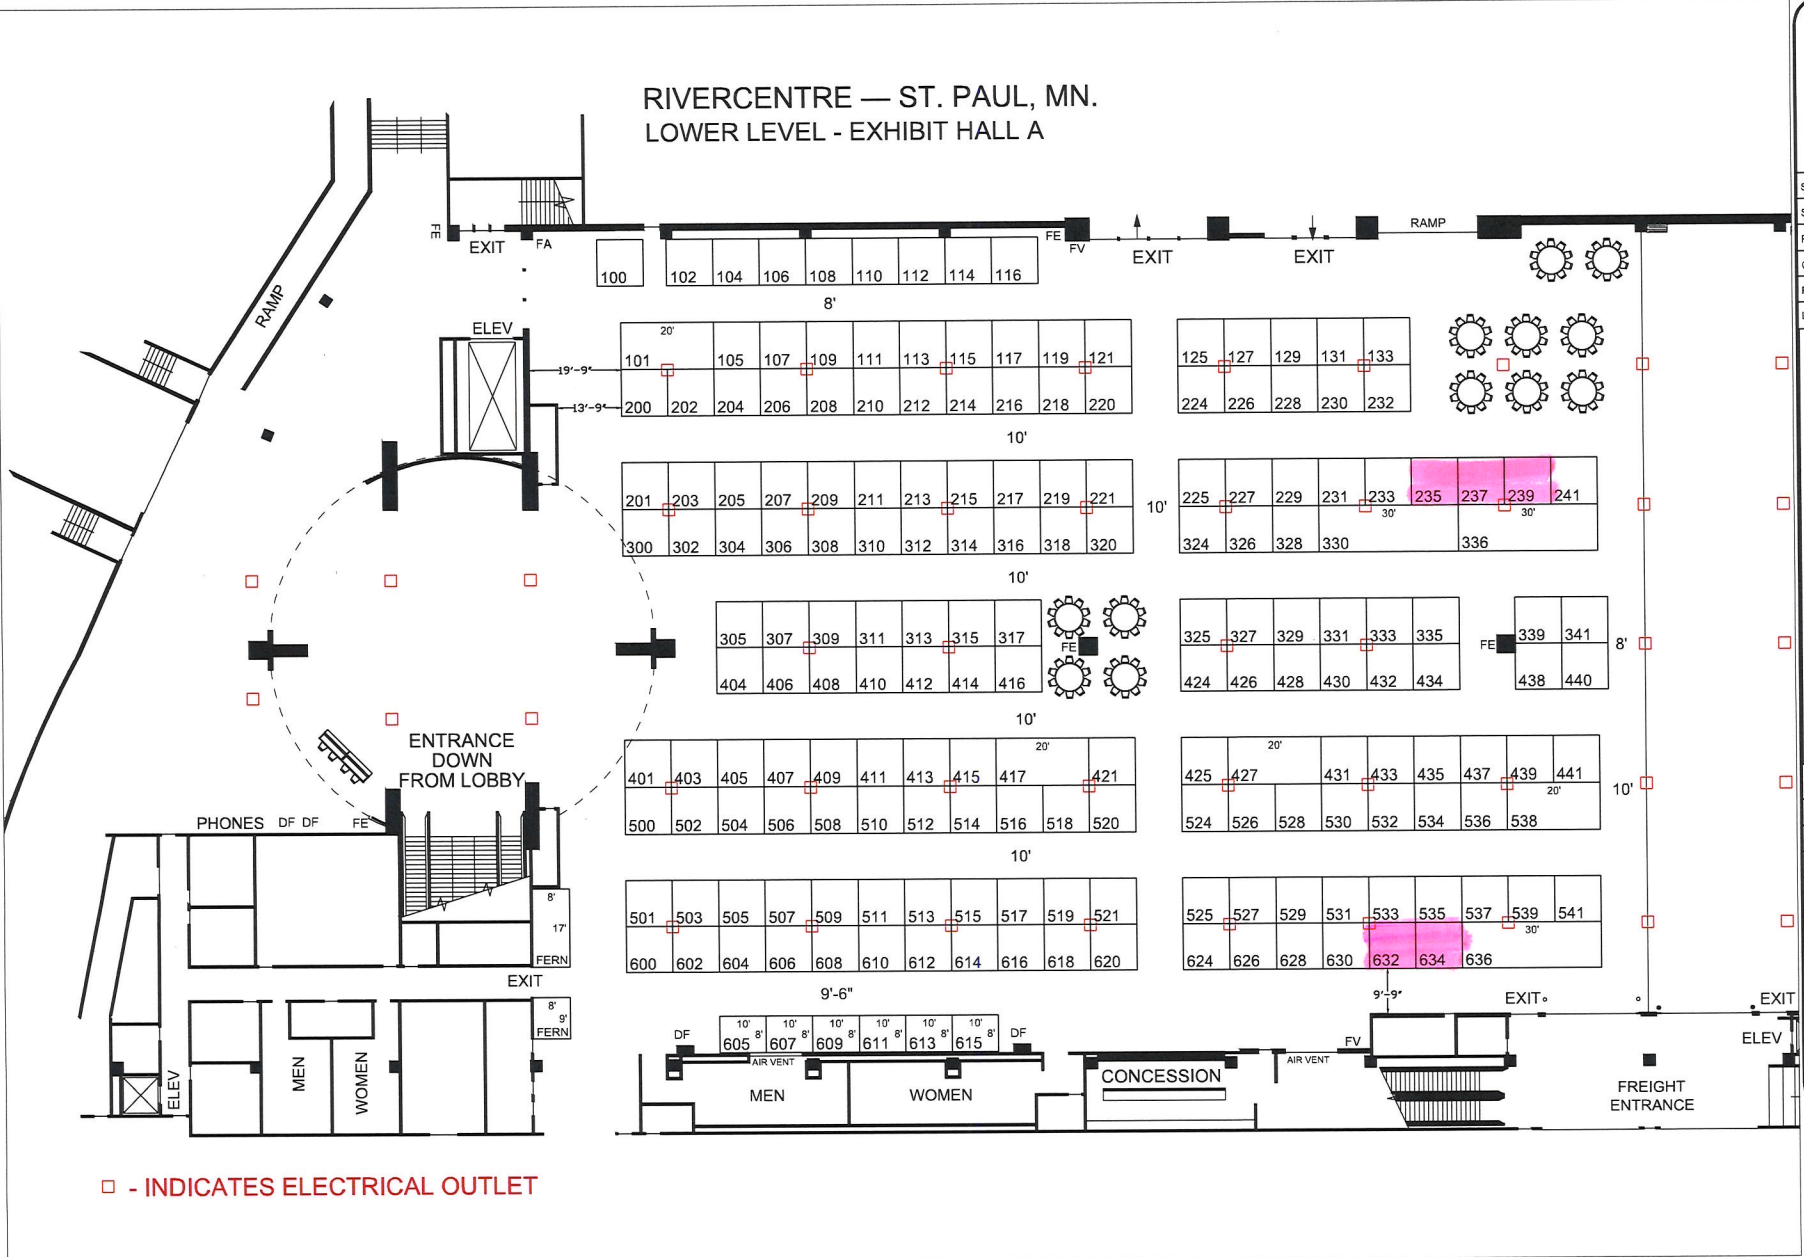 RIVERCENTRE — ST. PAUL, MN.
LOWER LEVEL - EXHIBIT HALL A
FE
EXIT
FA
FE
FV
EXIT
EXIT
RAMP
100
102 104 106 108 110 112 114 116
8'
RAMP
ELEV
20'
101 105 107 109 111 113 115 117 119 121
125 127 129 131 133
19'-9"
13'-9"
200 202 204 206 208 210 212 214 216 218 220
224 226 228 230 232
10'
201 203 205 207 209 211 213 215 217 219 221
10'
225 227 229 231 233 235 237 239 241
30'
30'
300 302 304 306 308 310 312 314 316 318 320
324 326 328 330 336
10'
305 307 309 311 313 315 317
FE
325 327 329 331 333 335
FE
339 341
8'
404 406 408 410 412 414 416
424 426 428 430 432 434
438 440
10'
ENTRANCE
DOWN
FROM LOBBY
20'
20'
401 403 405 407 409 411 413 415 417 421
425 427 431 433 435 437 439 441
20'
10'
500 502 504 506 508 510 512 514 516 518 520
524 526 528 530 532 534 536 538
PHONES DF DF FE
10'
8'
17'
FERN
501 503 505 507 509 511 513 515 517 519 521
525 527 529 531 533 535 537 539 541
30'
600 602 604 606 608 610 612 614 616 618 620
624 626 628 630 632 634 636
EXIT
9'-6"
9'-9"
EXIT
EXIT
8'
9'
FERN
DF
10' 10' 10' 10' 10' 10'
8' 8' 8' 8' 8' 8'
605 607 609 611 613 615
DF
FV
ELEV
AIR VENT
AIR VENT
ELEV
MEN
WOMEN
MEN
WOMEN
CONCESSION
FREIGHT
ENTRANCE
- INDICATES ELECTRICAL OUTLET